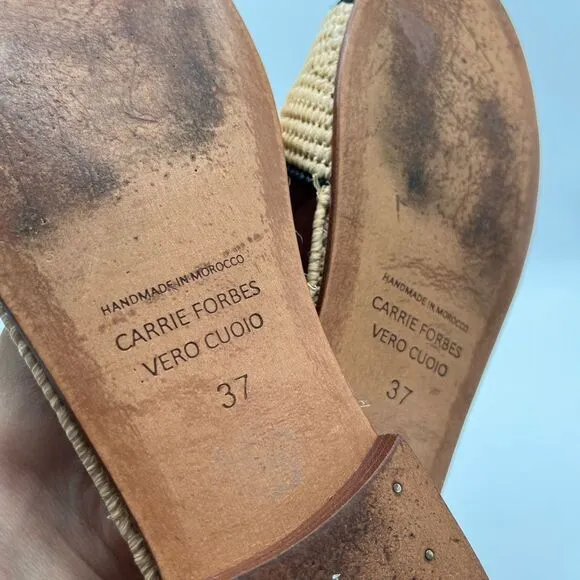 HANDMADE IN MOROCCO
CARRIE FORBES
VERO CUOIO
37
HANDMADE IN MOROCCO
CARRIE FORBES
VERO CUOIO
37